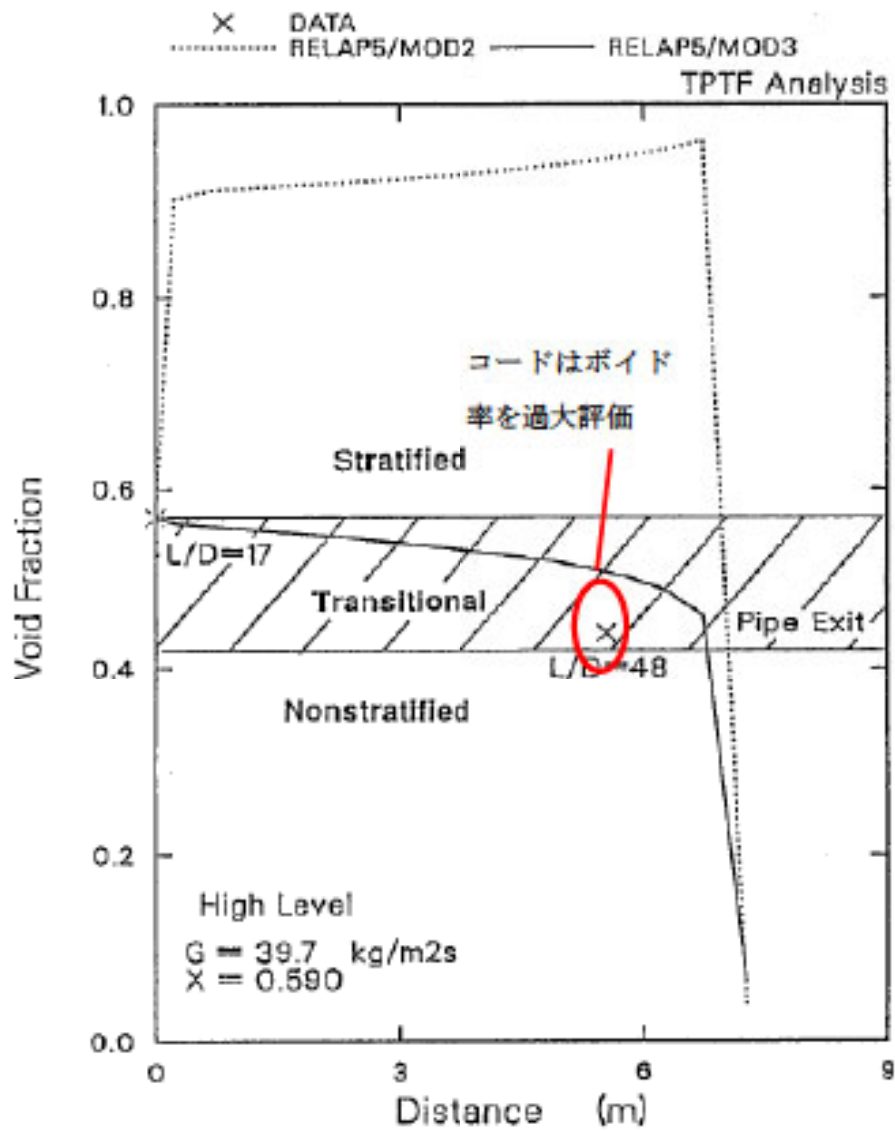 × DATA
RELAP5/MOD2 RELAP5/MOD3
TPTF Analysis
1.0
0.8
0.6
0.4
0.2
0.0
Void Fraction
コードはボイド
率を過大評価
Stratified
L/D=17
Transitional
Pipe Exit
L/D=48
Nonstratified
High Level
G = 39.7 kg/m2s
X = 0.590
0 3 6 9
Distance (m)